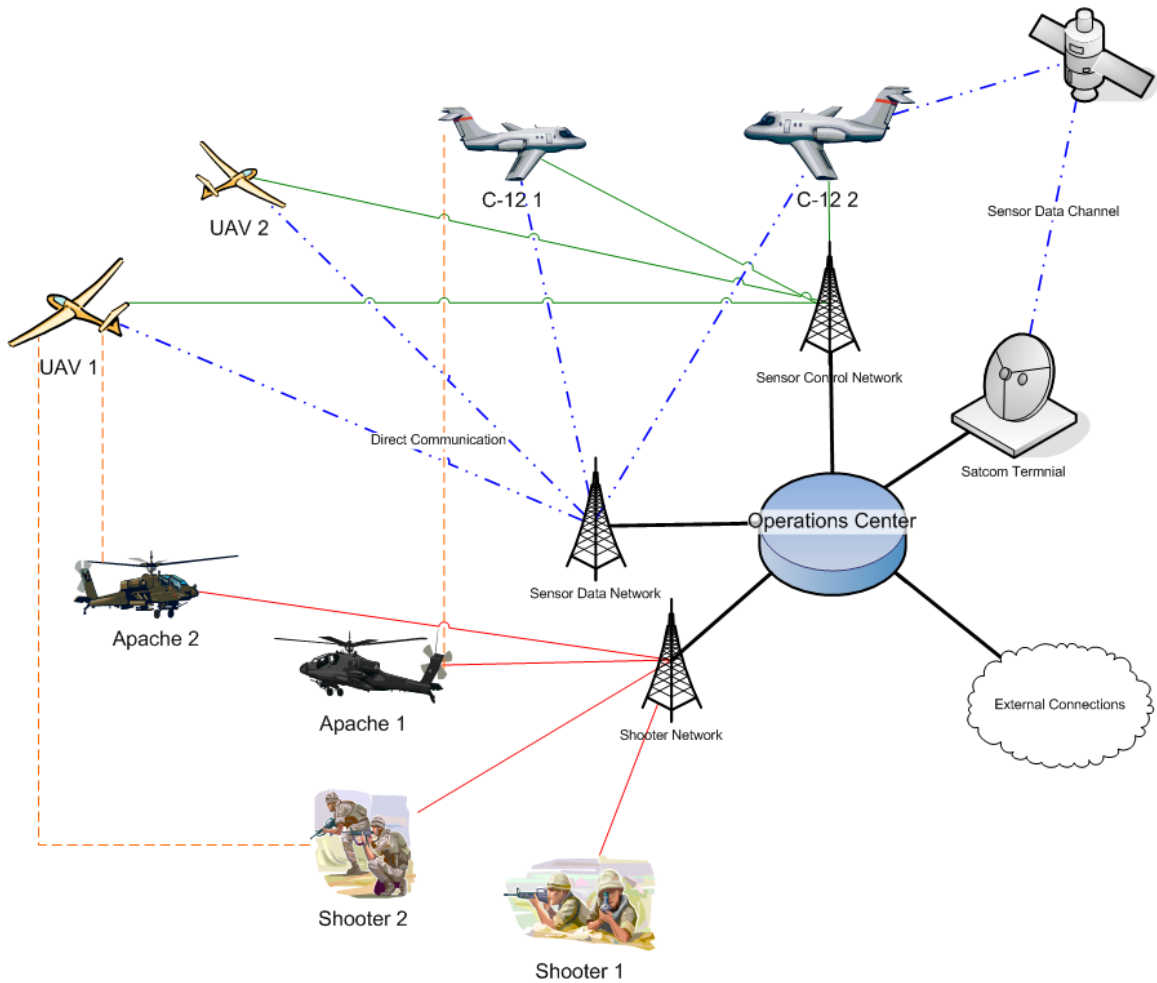 C-12 1
C-12 2
Sensor Data Channel
UAV 2
UAV 1
Sensor Control Network
Direct Communication
Satcom Termnial
Operations Center
Sensor Data Network
Apache 2
Apache 1
Shooter Network
External Connections
Shooter 2
Shooter 1